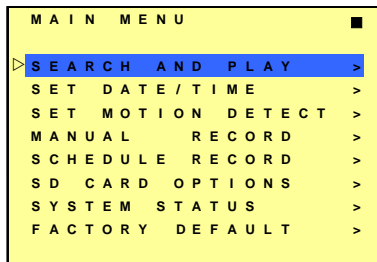 MAIN MENU
SEARCH AND PLAY >
SET DATE/TIME >
SET MOTION DETECT >
MANUAL RECORD >
SCHEDULE RECORD >
SD CARD OPTIONS >
SYSTEM STATUS >
FACTORY DEFAULT >